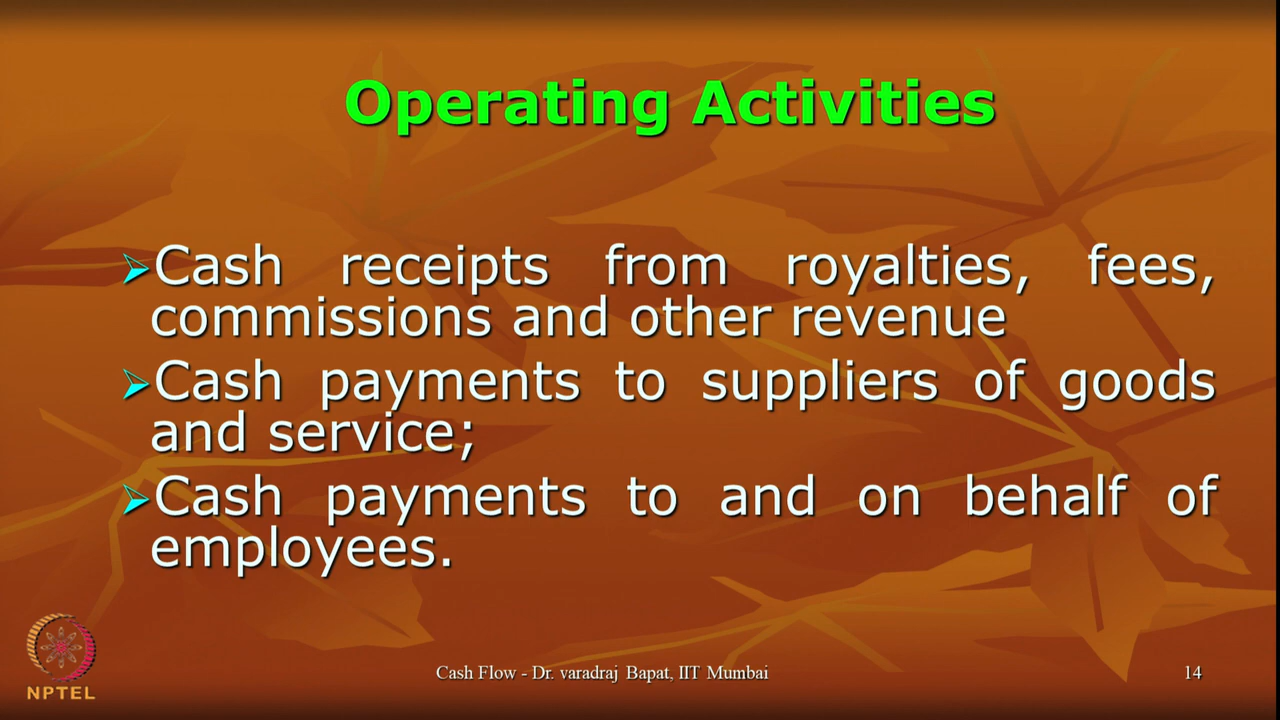 Operating Activities
Cash receipts from royalties, fees,
commissions and other revenue
Cash payments to suppliers of goods
and service;
Cash payments to and on behalf of
employees.
NPTEL
Cash Flow - Dr. varadraj Bapat, IIT Mumbai
14